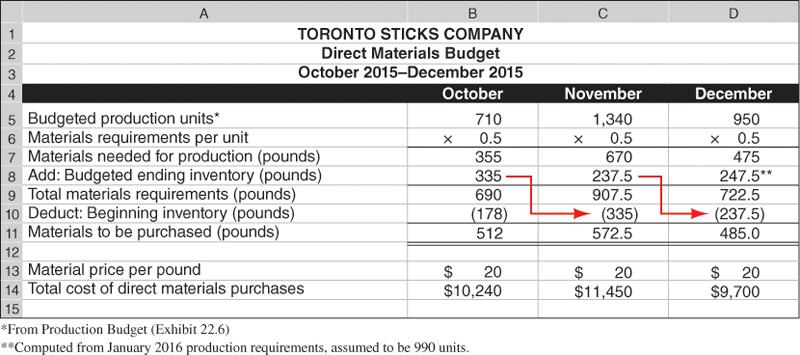 A B C D
1 TORONTO STICKS COMPANY
2 Direct Materials Budget
3 October 2015–December 2015
4 October November December
5 Budgeted production units* 710 1,340 950
6 Materials requirements per unit × 0.5 × 0.5 × 0.5
7 Materials needed for production (pounds) 355 670 475
8 Add: Budgeted ending inventory (pounds) 335 237.5 247.5**
9 Total materials requirements (pounds) 690 907.5 722.5
10 Deduct: Beginning inventory (pounds) (178) (335) (237.5)
11 Materials to be purchased (pounds) 512 572.5 485.0
12
13 Material price per pound $ 20 $ 20 $ 20
14 Total cost of direct materials purchases $10,240 $11,450 $9,700
15
*From Production Budget (Exhibit 22.6)
**Computed from January 2016 production requirements, assumed to be 990 units.